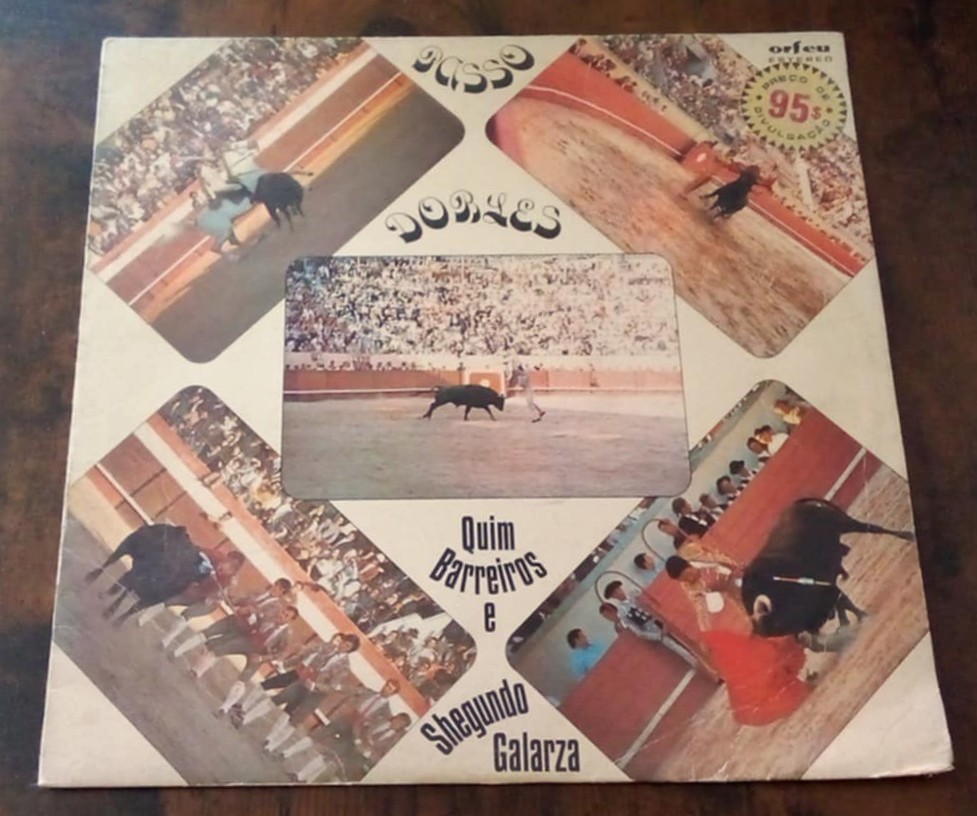 PASSO
DOBLES
orfeu
ESTEREO
PREÇO DE
95$
DIVULGAÇÃO
Quim
Barreiros
e
Shegundo
Galarza